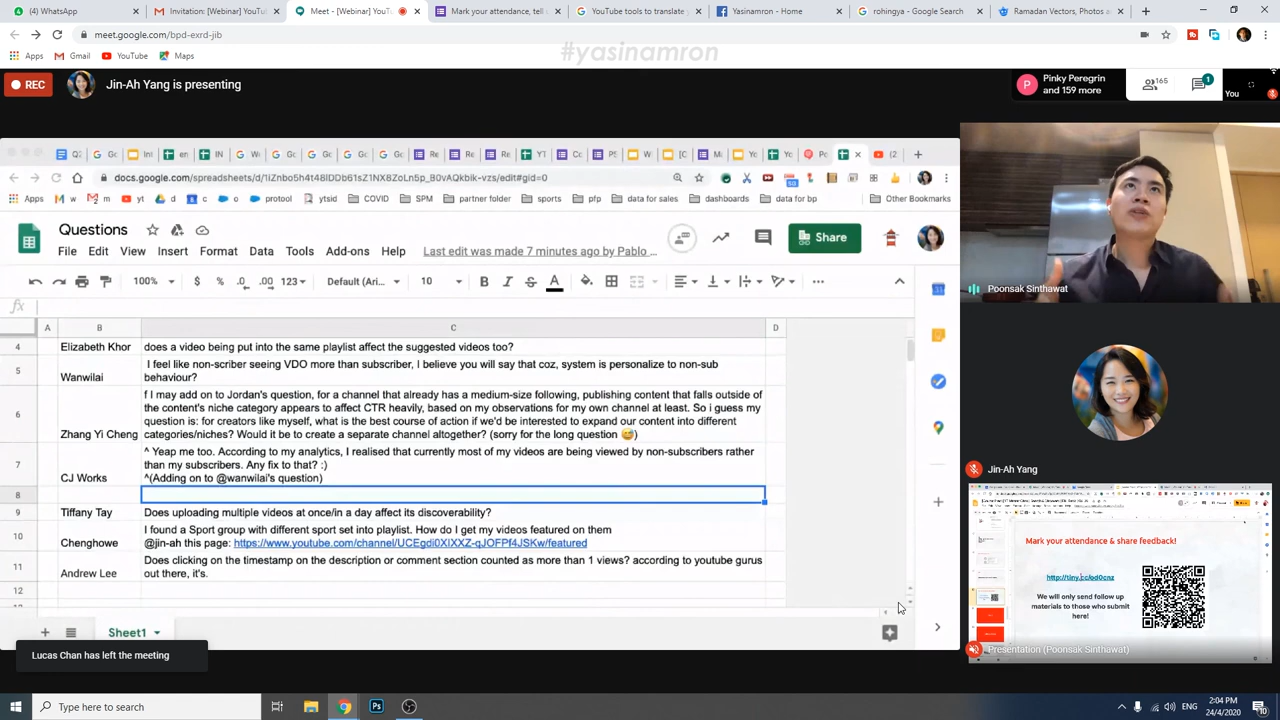 (4) WhatsApp
Invitation: [Webinar] YouT
Meet - [Webinar] YouT
Mark your attendance, tell
YouTube tools to translate
Yasinamron - Home
richongie - Google Search
Ramadan Vectors, Photos a
meet.google.com/bpd-exrd-jib
Apps
Gmail
YouTube
Maps
#yasinamron
REC
Jin-Ah Yang is presenting
Pinky Peregrin
and 159 more
165
1
You
docs.google.com/spreadsheets/d/1iZnbo5h4t48lDDb61sZ1NX8ZoLn5p_B0vAQkbik-vzs/edit#gid=0
Apps
protool
ytsid
COVID
SPM
partner folder
sports
pfp
data for sales
dashboards
data for bp
Other Bookmarks
Questions
File Edit View Insert Format Data Tools Add-ons Help
Last edit was made 7 minutes ago by Pablo ...
Share
100%
$ % .0 .00 123
Default (Ari...
10
B I S A
fx
A B C D
4 Elizabeth Khor does a video being put into the same playlist affect the suggested videos too?
5 Wanwilai I feel like non-scriber seeing VDO more than subscriber, I believe you will say that coz, system is personalize to non-sub
behaviour?
f I may add on to Jordan's question, for a channel that already has a medium-size following, publishing content that falls outside of
the content's niche category appears to affect CTR heavily, based on my observations for my own channel at least. So i guess my
6 question is: for creators like myself, what is the best course of action if we'd be interested to expand our content into different
Zhang Yi Cheng categories/niches? Would it be to create a separate channel altogether? (sorry for the long question 😅)
^ Yeap me too. According to my analytics, I realised that currently most of my videos are being viewed by non-subscribers rather
7 than my subscribers. Any fix to that? :)
CJ Works ^(Adding on to @wanwilai's question)
8
9 Tiffany Tay Does uploading multiple videos at once/in a day affect its discoverability?
10 I found a Sport group with different sport set into playlist. How do I get my videos featured on them
Chenghowe @jin-ah this page: https://www.youtube.com/channel/UCEgdi0XIXXZ-qJOFPf4JSKw/featured
11 Does clicking on the timestamp on the description or comment section counted as more than 1 views? according to youtube gurus
Andrew Lee out there, it's.
12
Sheet1
Lucas Chan has left the meeting
Poonsak Sinthawat
Jin-Ah Yang
Mark your attendance & share feedback!
We will only send follow up
materials to those who submit
here!
Presentation (Poonsak Sinthawat)
Type here to search
ENG
2:04 PM
24/4/2020
10